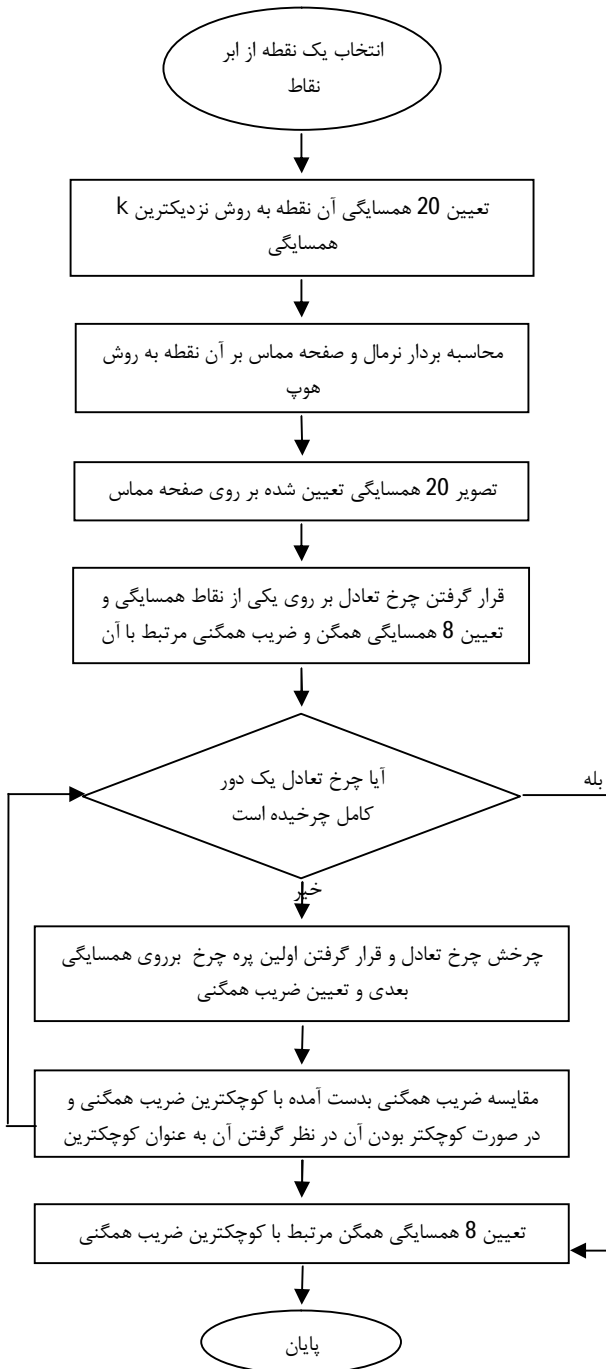 انتخاب یک نقطه از ابر
نقاط
تعیین 20 همسایگی آن نقطه به روش نزدیکترین k
همسایگی
محاسبه بردار نرمال و صفحه مماس بر آن نقطه به روش
هوپ
تصویر 20 همسایگی تعیین شده بر روی صفحه مماس
قرار گرفتن چرخ تعادل بر روی یکی از نقاط همسایگی و
تعیین 8 همسایگی همگن و ضریب همگنی مرتبط با آن
آیا چرخ تعادل یک دور
کامل چرخیده است
بله
خیر
چرخش چرخ تعادل و قرار گرفتن اولین پره چرخ برروی همسایگی
بعدی و تعیین ضریب همگنی
مقایسه ضریب همگنی بدست آمده با کوچکترین ضریب همگنی و
در صورت کوچکتر بودن آن در نظر گرفتن آن به عنوان کوچکترین
تعیین 8 همسایگی همگن مرتبط با کوچکترین ضریب همگنی
پایان